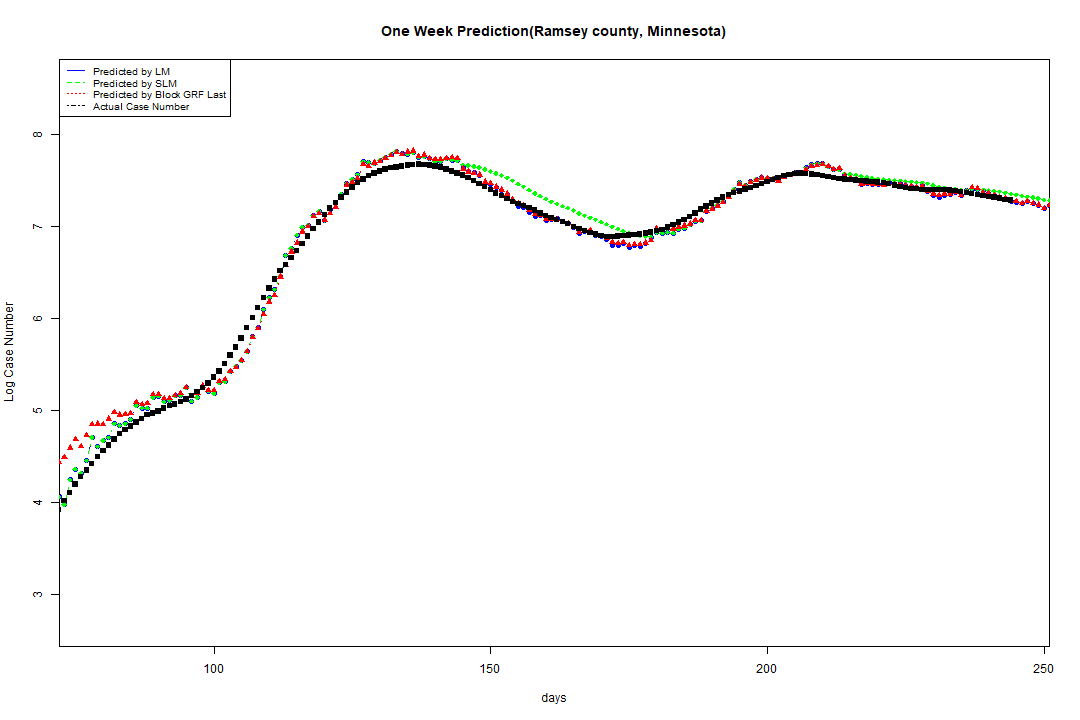 One Week Prediction(Ramsey county, Minnesota)
Predicted by LM
Predicted by SLM
Predicted by Block GRF Last
Actual Case Number
8
7
6
5
4
3
Log Case Number
100 150 200 250
days